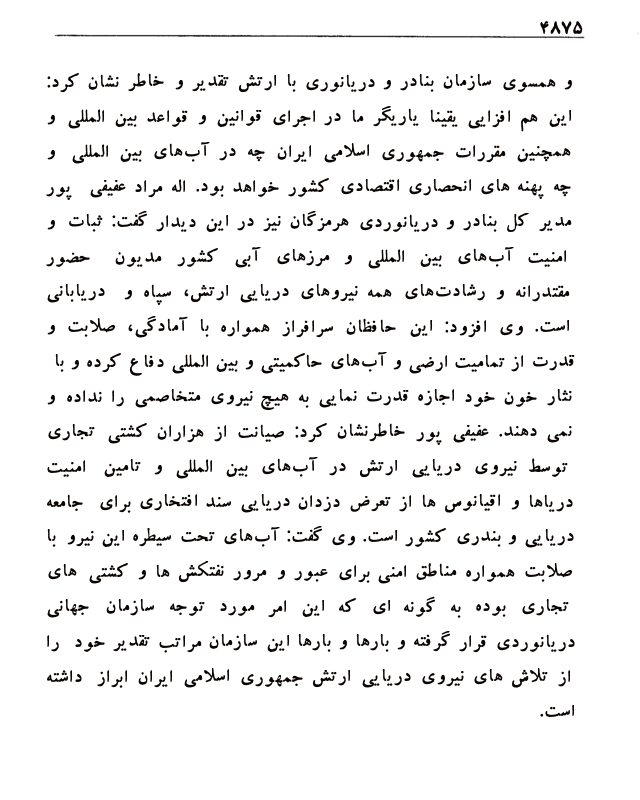 ۴۸۷۵
و همسوی سازمان بنادر و دریانوری با ارتش تقدیر و خاطر نشان کرد:
این هم افزایی یقینا یاریگر ما در اجرای قوانین و قواعد بین المللی و
همچنین مقررات جمهوری اسلامی ایران چه در آب‌های بین المللی و
چه پهنه های انحصاری اقتصادی کشور خواهد بود. اله مراد عفیفی پور
مدیر کل بنادر و دریانوردی هرمزگان نیز در این دیدار گفت: ثبات و
امنیت آب‌های بین المللی و مرزهای آبی کشور مدیون حضور
مقتدرانه و رشادت‌های همه نیروهای دریایی ارتش، سپاه و دریابانی
است. وی افزود: این حافظان سرافراز همواره با آمادگی، صلابت و
قدرت از تمامیت ارضی و آب‌های حاکمیتی و بین المللی دفاع کرده و با
نثار خون خود اجازه قدرت نمایی به هیچ نیروی متخاصمی را نداده و
نمی دهند. عفیفی پور خاطرنشان کرد: صیانت از هزاران کشتی تجاری
توسط نیروی دریایی ارتش در آب‌های بین المللی و تامین امنیت
دریاها و اقیانوس ها از تعرض دزدان دریایی سند افتخاری برای جامعه
دریایی و بندری کشور است. وی گفت: آب‌های تحت سیطره این نیرو با
صلابت همواره مناطق امنی برای عبور و مرور نفتکش ها و کشتی های
تجاری بوده به گونه ای که این امر مورد توجه سازمان جهانی
دریانوردی قرار گرفته و بارها و بارها این سازمان مراتب تقدیر خود را
از تلاش های نیروی دریایی ارتش جمهوری اسلامی ایران ابراز داشته
است.